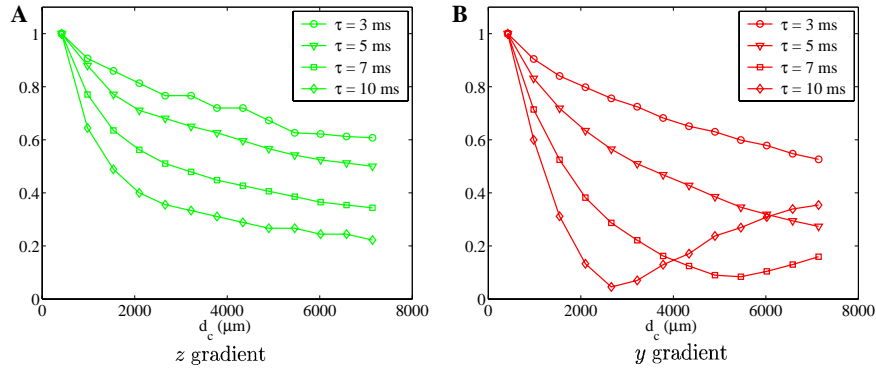 A
1
0.8
0.6
0.4
0.2
0
0 2000 4000 6000 8000
d_c (µm)
z gradient
τ = 3 ms
τ = 5 ms
τ = 7 ms
τ = 10 ms
B
1
0.8
0.6
0.4
0.2
0
0 2000 4000 6000 8000
d_c (µm)
y gradient
τ = 3 ms
τ = 5 ms
τ = 7 ms
τ = 10 ms